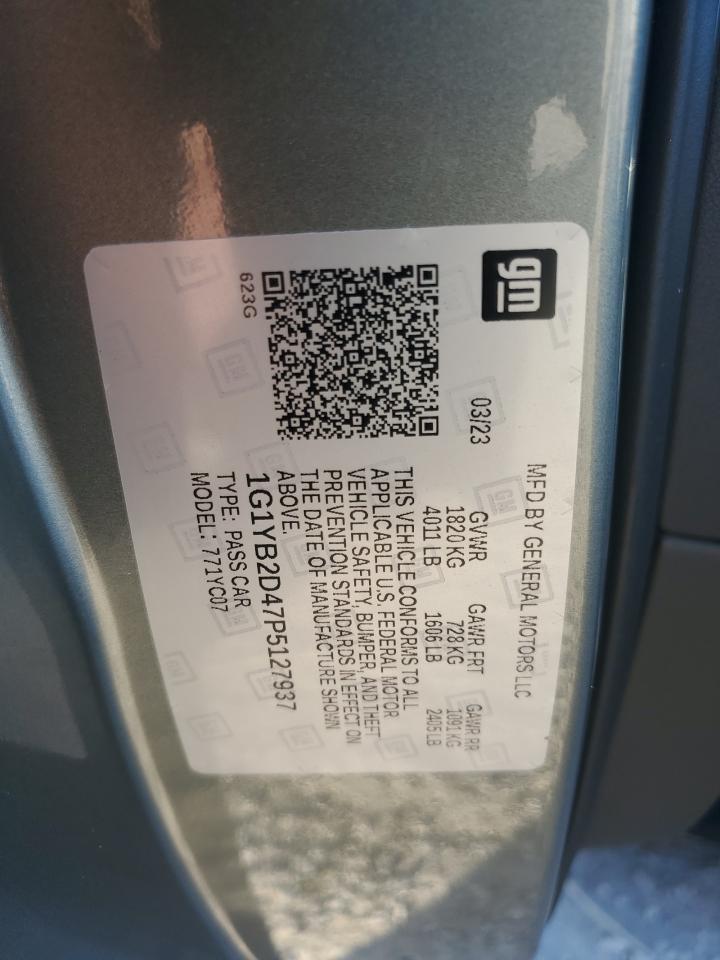 gm
MFD BY GENERAL MOTORS LLC
03/23
GVWR GAWR FRT GAWR RR
1820 KG 728 KG 1091 KG
4011 LB 1606 LB 2405 LB
THIS VEHICLE CONFORMS TO ALL
APPLICABLE U.S. FEDERAL MOTOR
VEHICLE SAFETY, BUMPER, AND THEFT
PREVENTION STANDARDS IN EFFECT ON
THE DATE OF MANUFACTURE SHOWN
ABOVE.
1G1YB2D47P5127937
TYPE: PASS CAR
MODEL: 771YC07
623G